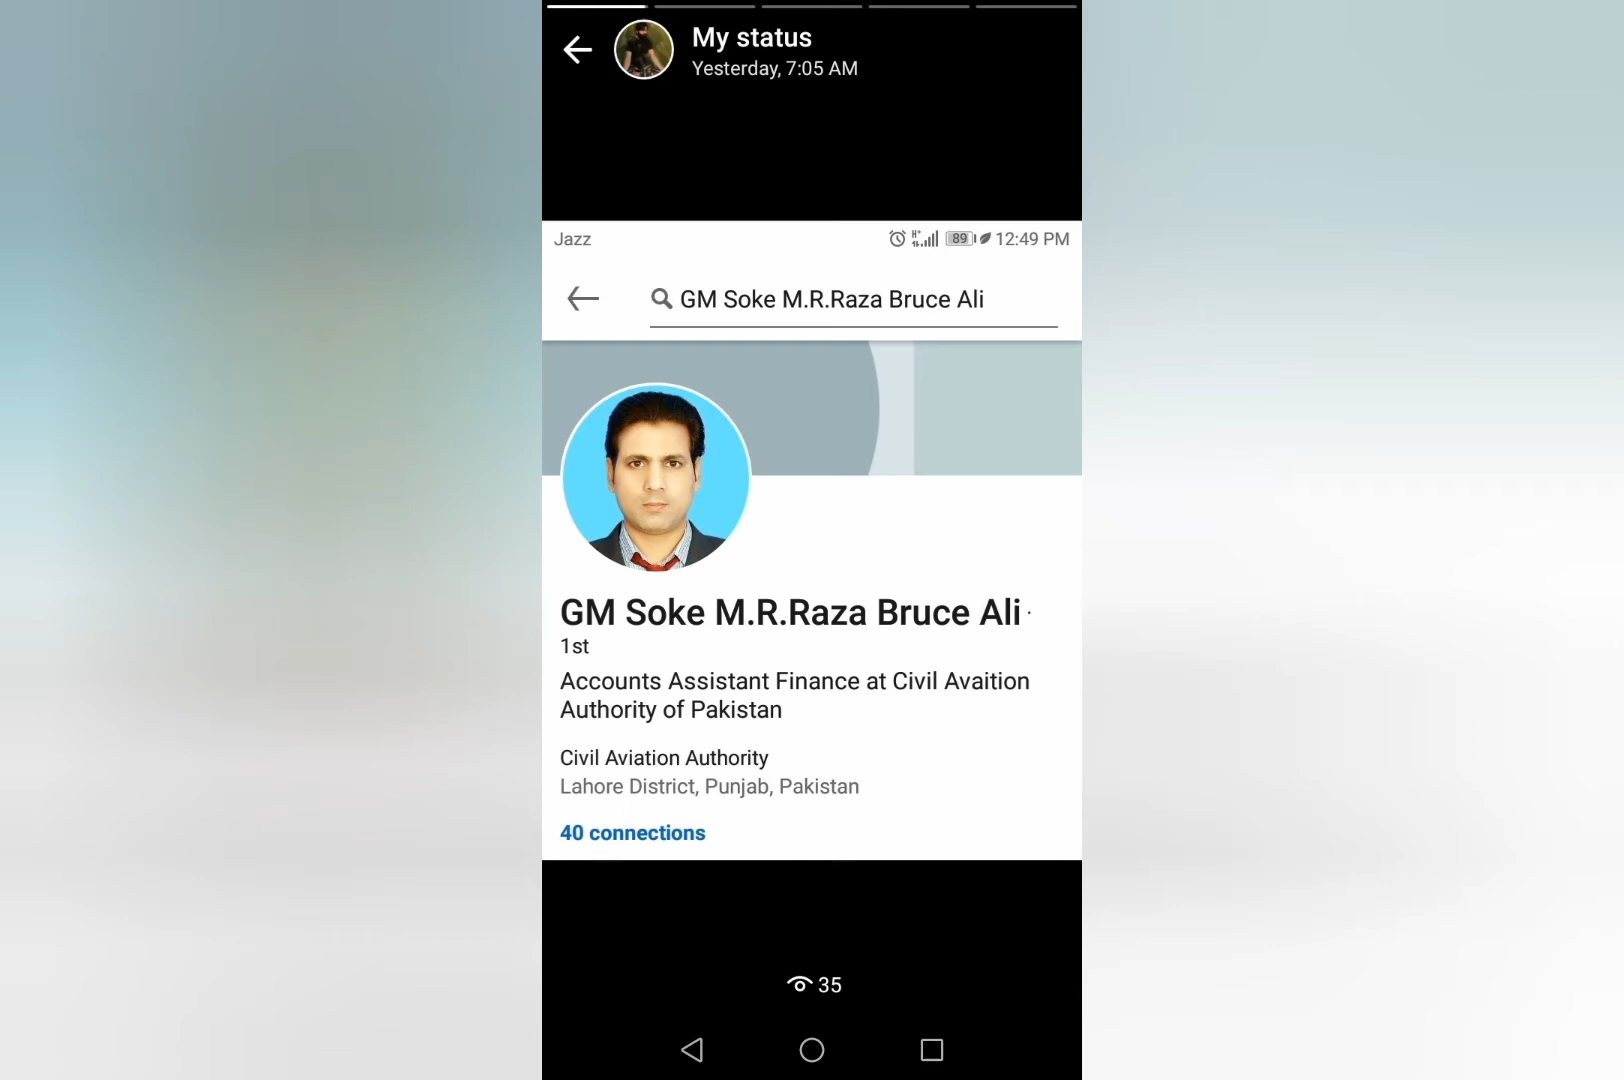 My status
Yesterday, 7:05 AM
Jazz
H+ 89 12:49 PM
GM Soke M.R.Raza Bruce Ali
GM Soke M.R.Raza Bruce Ali ·
1st
Accounts Assistant Finance at Civil Avaition
Authority of Pakistan
Civil Aviation Authority
Lahore District, Punjab, Pakistan
40 connections
35